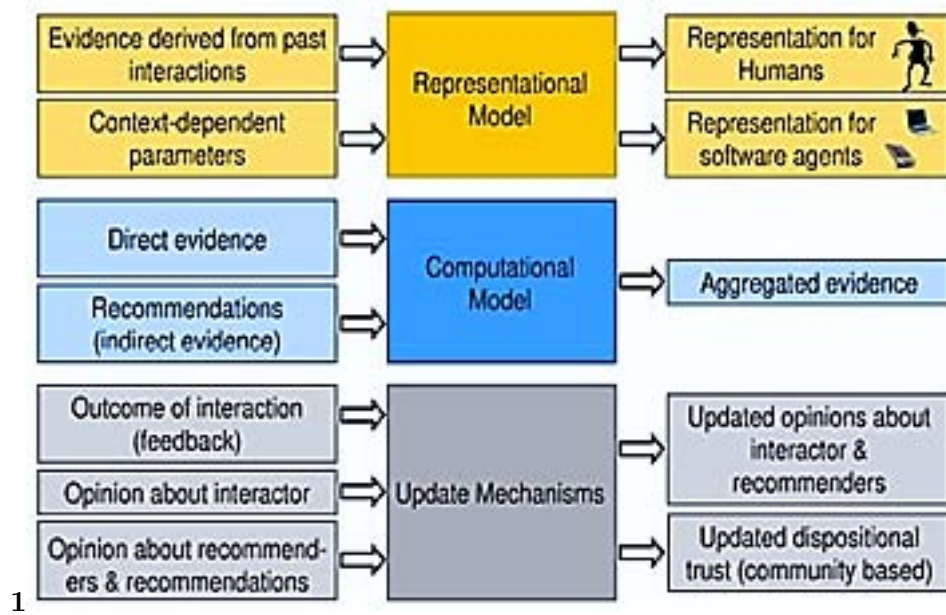 Evidence derived from past
interactions
Context-dependent
parameters
Representational
Model
Representation for
Humans
Representation for
software agents
Direct evidence
Recommendations
(indirect evidence)
Computational
Model
Aggregated evidence
Outcome of interaction
(feedback)
Opinion about interactor
Opinion about recommend-
ers & recommendations
Update Mechanisms
Updated opinions about
interactor &
recommenders
Updated dispositional
trust (community based)
1